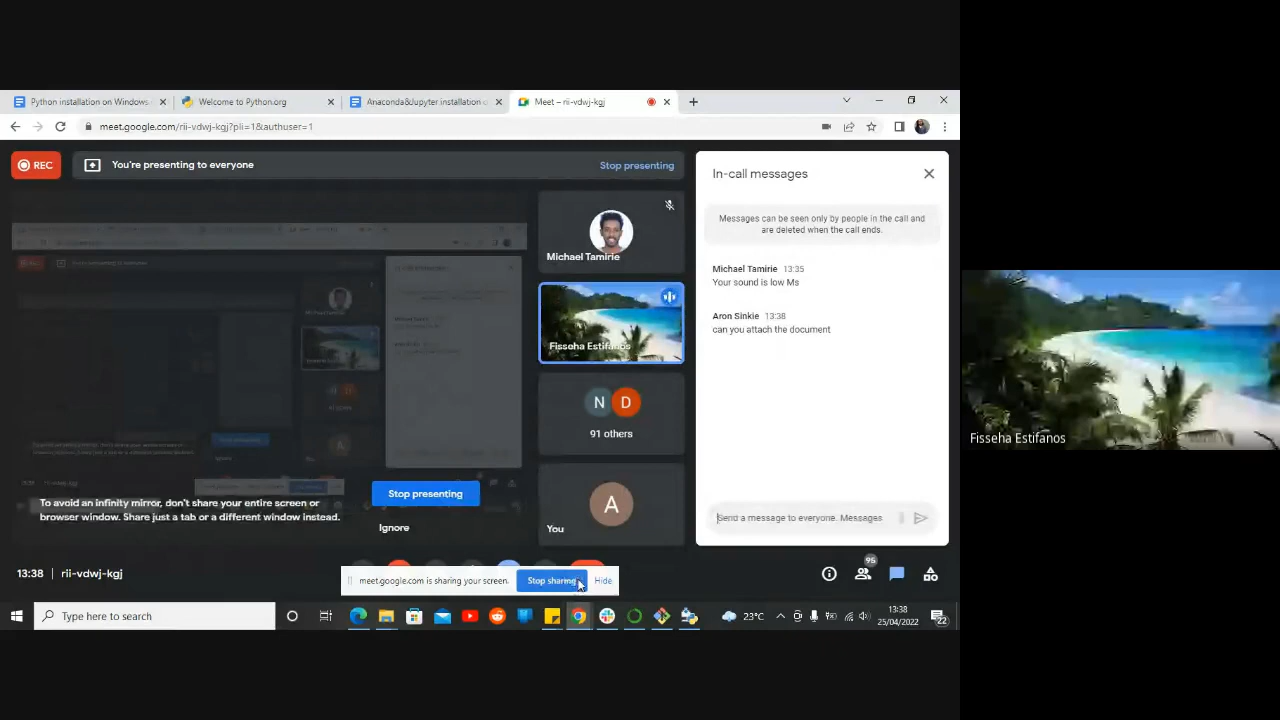 Python installation on Windows
Welcome to Python.org
Anaconda&Jupyter installation o
Meet – rii-vdwj-kgj
meet.google.com/rii-vdwj-kgj?pli=1&authuser=1
REC
You're presenting to everyone
Stop presenting
In-call messages
Messages can be seen only by people in the call and
are deleted when the call ends.
Michael Tamirie
Michael Tamirie 13:35
Your sound is low Ms
Aron Sinkie 13:38
can you attach the document
Fisseha Estifanos
N D
91 others
A
You
To avoid an infinity mirror, don't share your entire screen or
browser window. Share just a tab or a different window instead.
Stop presenting
Ignore
Send a message to everyone. Messages
Fisseha Estifanos
13:38 | rii-vdwj-kgj
95
meet.google.com is sharing your screen.
Stop sharing
Hide
Type here to search
23°C
13:38
25/04/2022
22